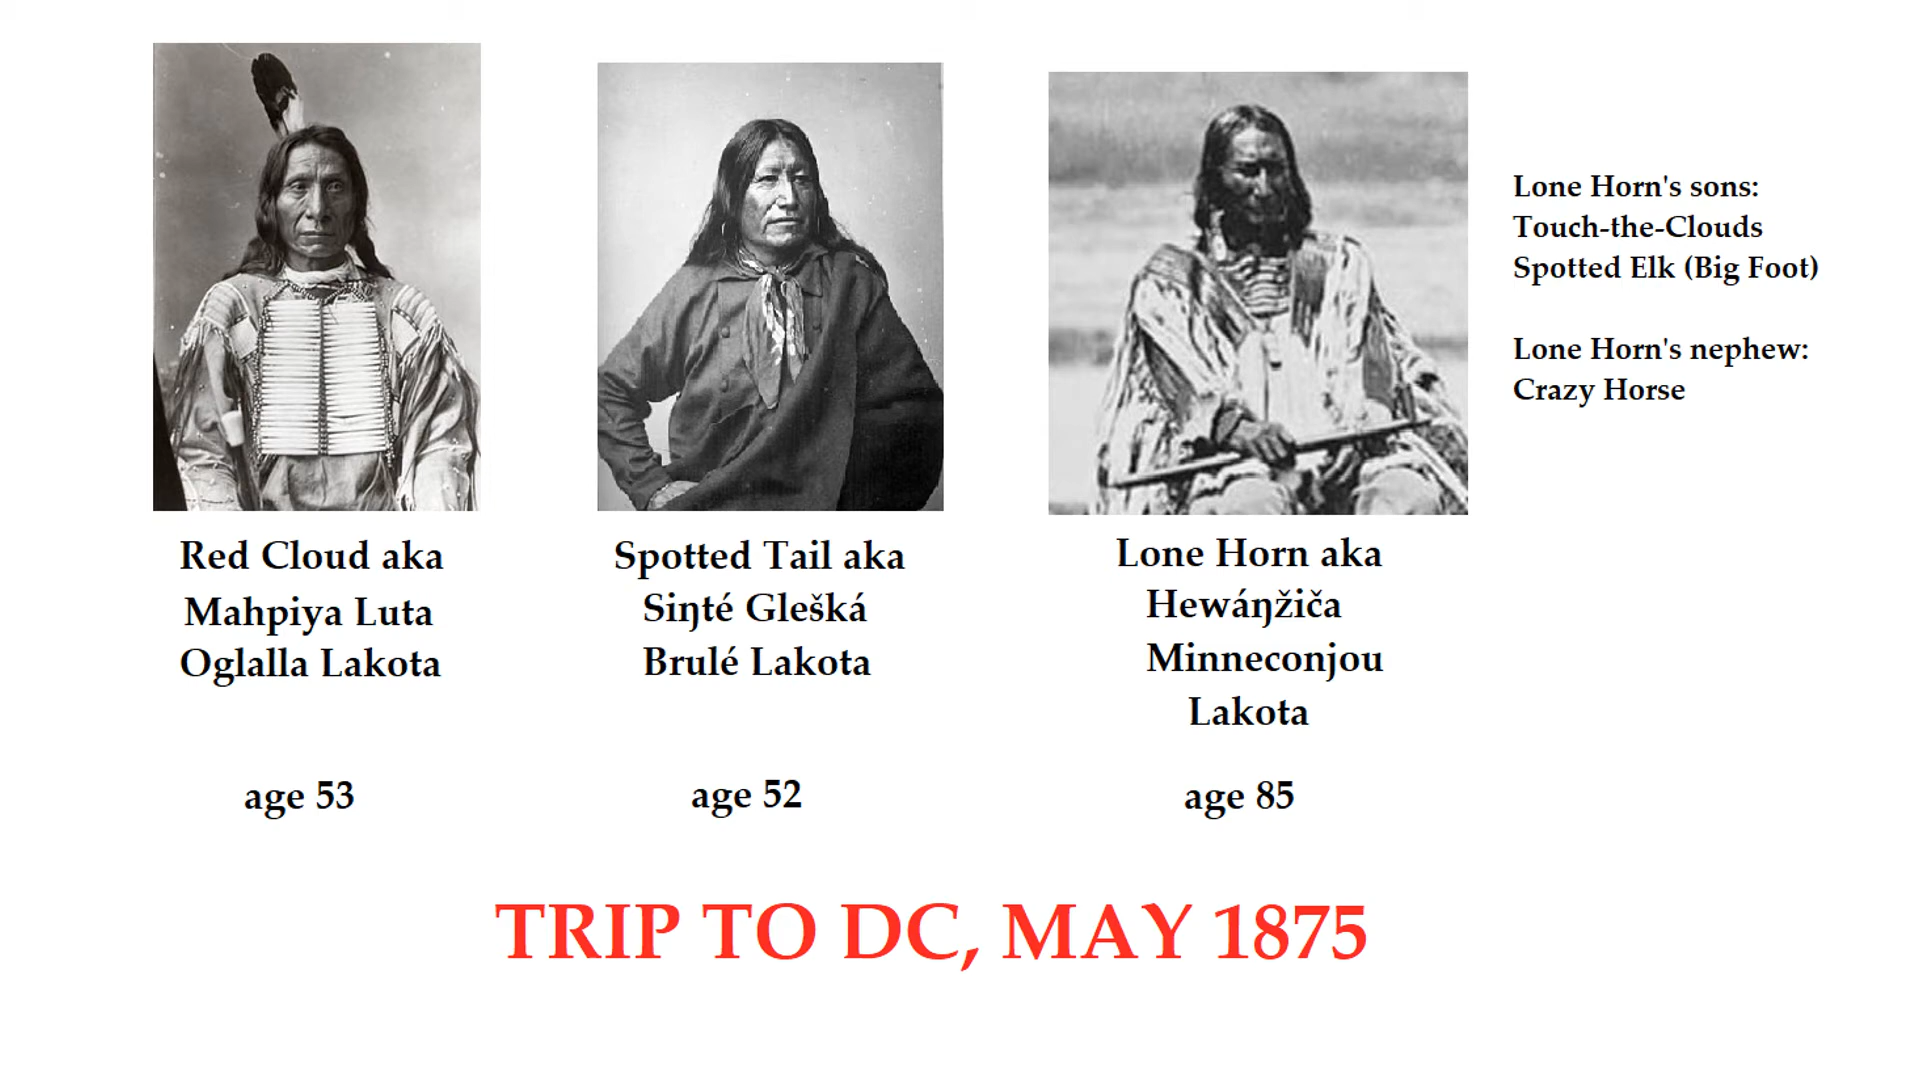 Red Cloud aka
Mahpiya Luta
Oglalla Lakota
age 53
Spotted Tail aka
Siŋté Glešká
Brulé Lakota
age 52
Lone Horn aka
Hewáŋžiča
Minneconjou
Lakota
age 85
Lone Horn's sons:
Touch-the-Clouds
Spotted Elk (Big Foot)
Lone Horn's nephew:
Crazy Horse
TRIP TO DC, MAY 1875